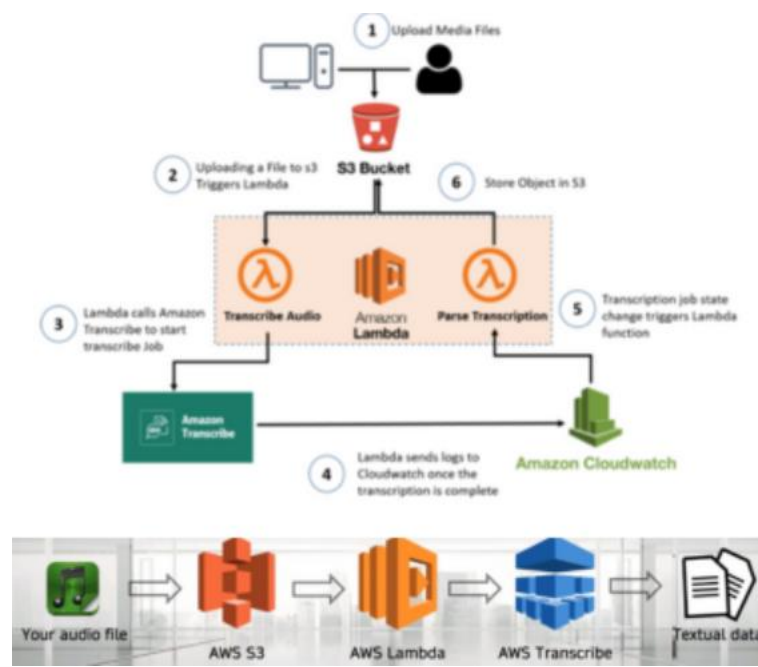 1
Upload Media Files
S3 Bucket
2
Uploading a File to s3
Triggers Lambda
6
Store Object in S3
Transcribe Audio
Amazon
Lambda
Parse Transcription
3
Lambda calls Amazon
Transcribe to start
transcribe Job
5
Transcription job state
change triggers Lambda
function
Amazon
Transcribe
Amazon Cloudwatch
4
Lambda sends logs to
Cloudwatch once the
transcription is complete
Your audio file
AWS S3
AWS Lambda
AWS Transcribe
Textual data